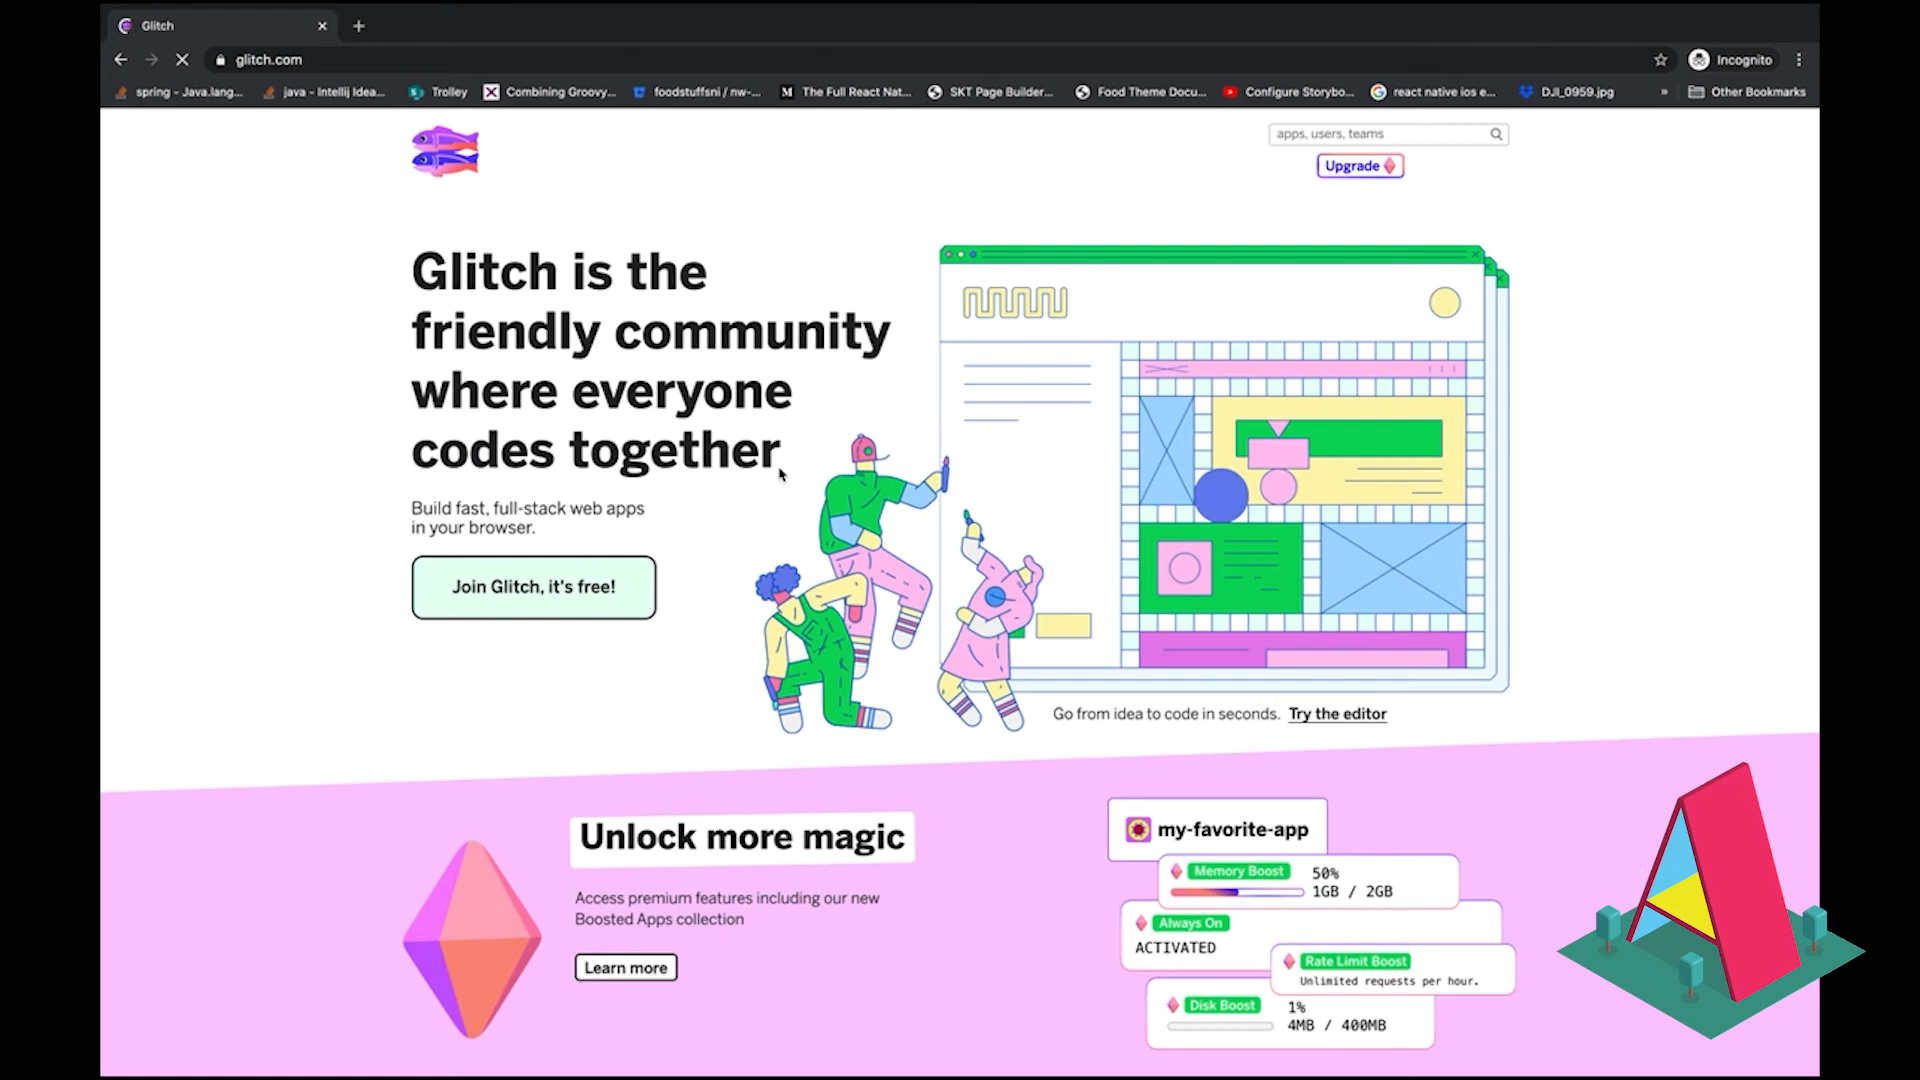 Glitch
glitch.com
Incognito
spring - Java.lang...
java - Intellij Idea...
Trolley
Combining Groovy...
foodstuffsni / nw-...
The Full React Nat...
SKT Page Builder...
Food Theme Docu...
Configure Storybo...
react native ios e...
DJI_0959.jpg
»
Other Bookmarks
apps, users, teams
Upgrade
Glitch is the
friendly community
where everyone
codes together
Build fast, full-stack web apps
in your browser.
Join Glitch, it's free!
Go from idea to code in seconds. Try the editor
Unlock more magic
Access premium features including our new
Boosted Apps collection
Learn more
my-favorite-app
Memory Boost 50%
1GB / 2GB
Always On
ACTIVATED
Rate Limit Boost
Unlimited requests per hour.
Disk Boost 1%
4MB / 400MB